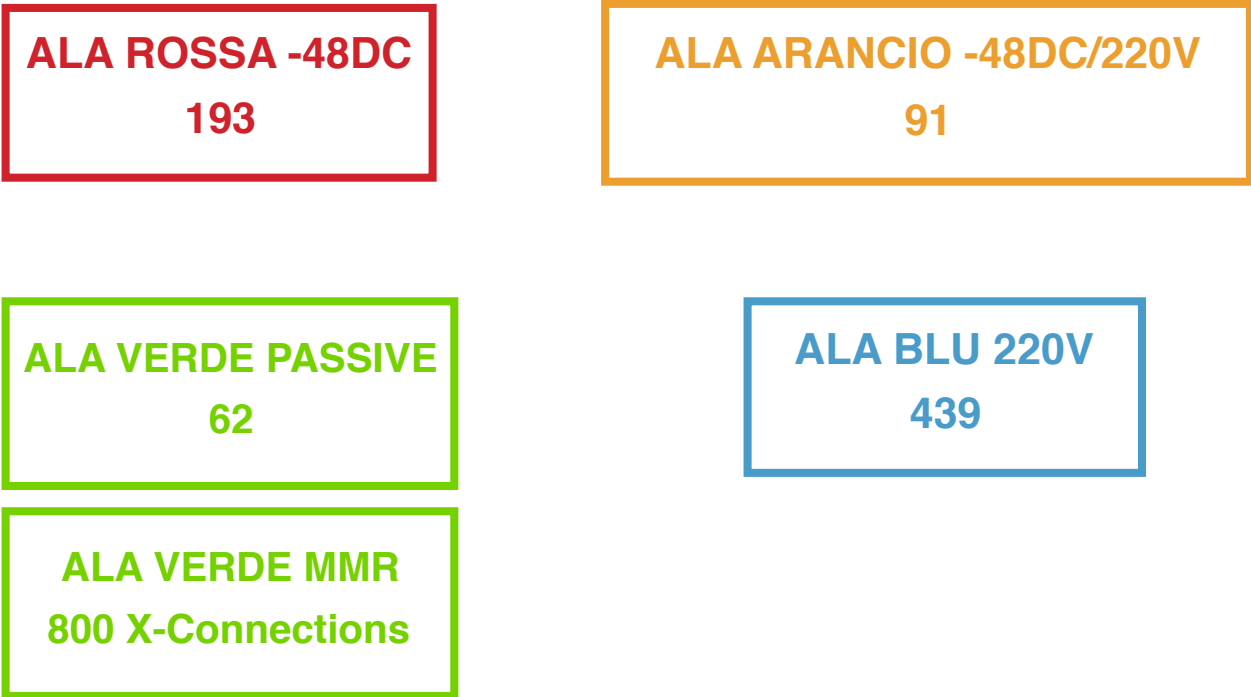 ALA ROSSA -48DC
193
ALA ARANCIO -48DC/220V
91
ALA VERDE PASSIVE
62
ALA BLU 220V
439
ALA VERDE MMR
800 X-Connections